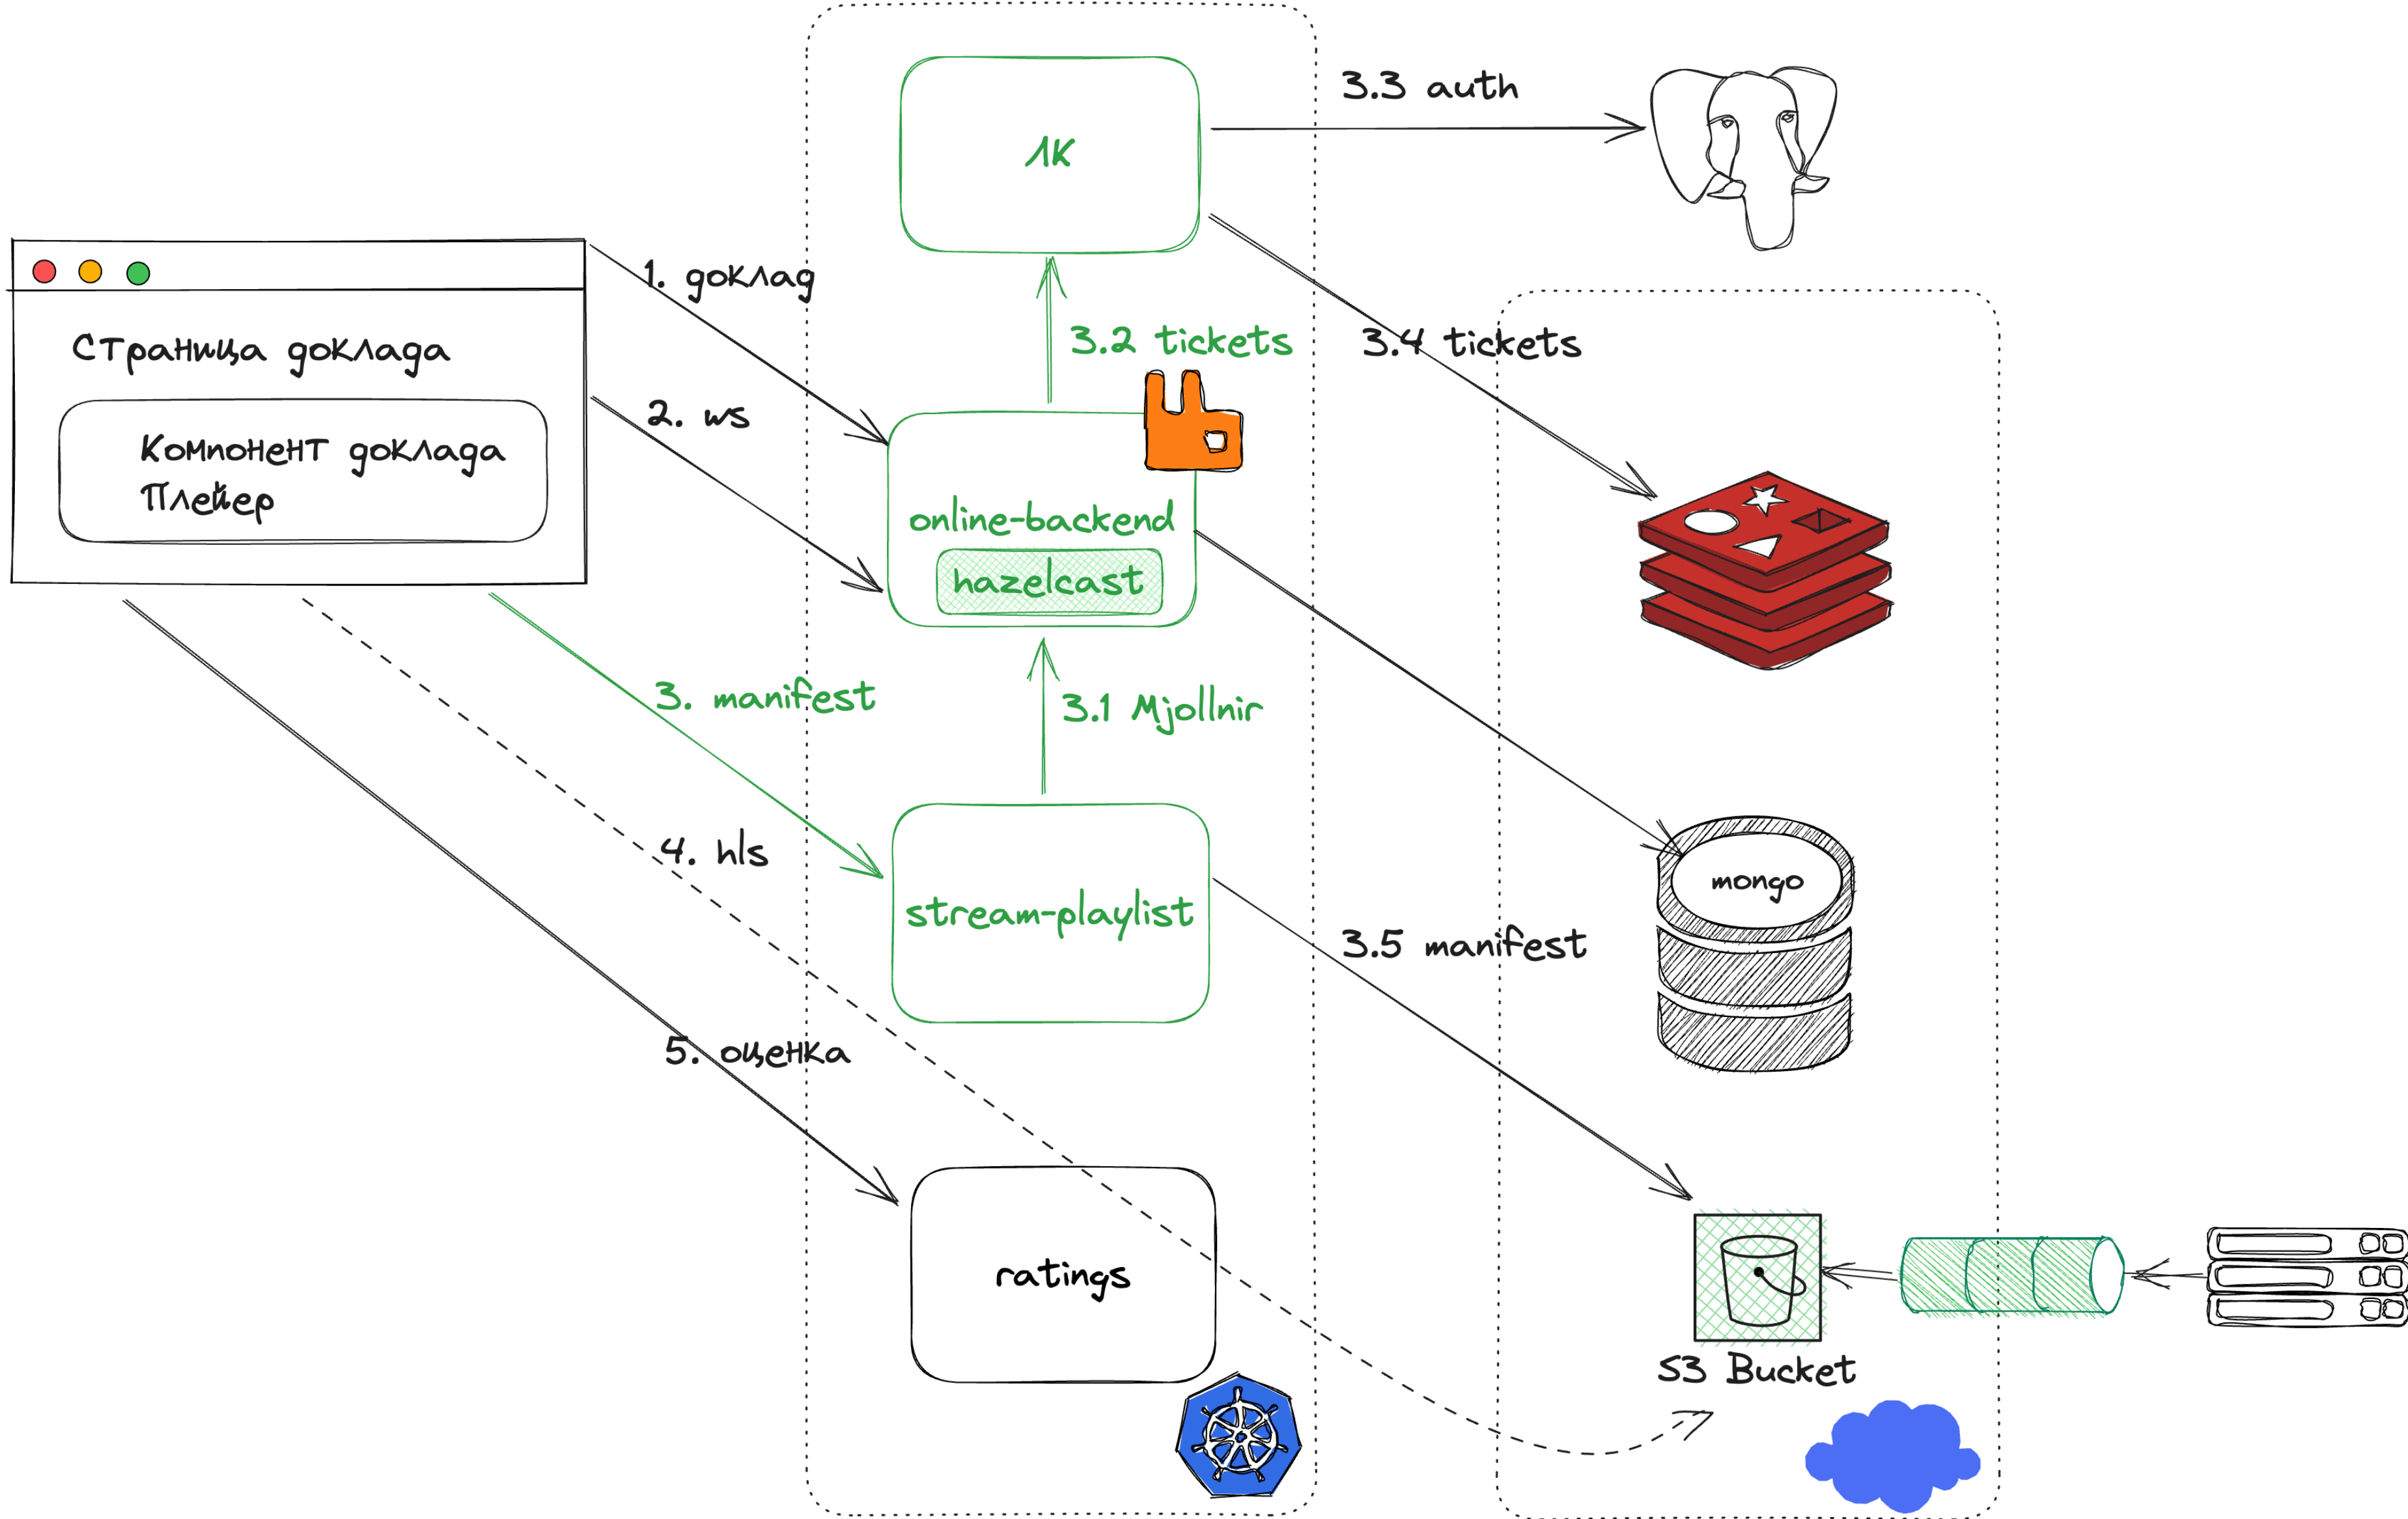 ЛК
3.3 auth
1. доклад
Страница доклада
3.2 tickets
3.4 tickets
2. ws
Компонент доклада
Плейер
online-backend
hazelcast
3. manifest
3.1 Mjollnir
4. hls
mongo
stream-playlist
3.5 manifest
5. оценка
ratings
S3 Bucket